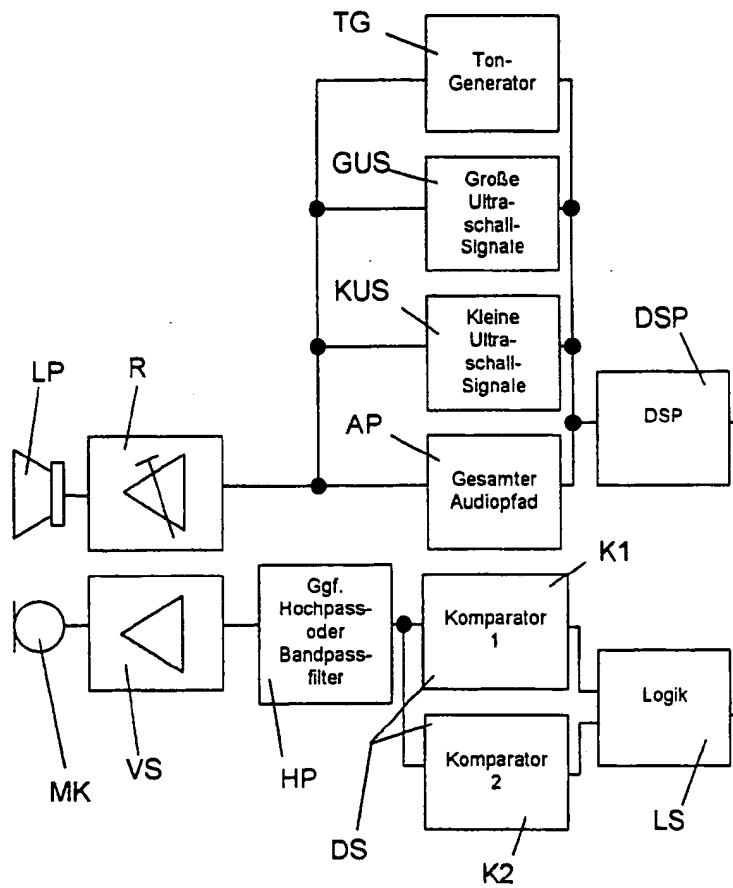 TG
Ton-
Generator
GUS
Große
Ultra-
schall-
Signale
KUS
Kleine
Ultra-
schall-
Signale
DSP
DSP
LP
R
AP
Gesamter
Audiopfad
K1
Ggf.
Hochpass-
oder
Bandpass-
filter
Komparator
1
Logik
Komparator
2
MK
VS
HP
DS
K2
LS